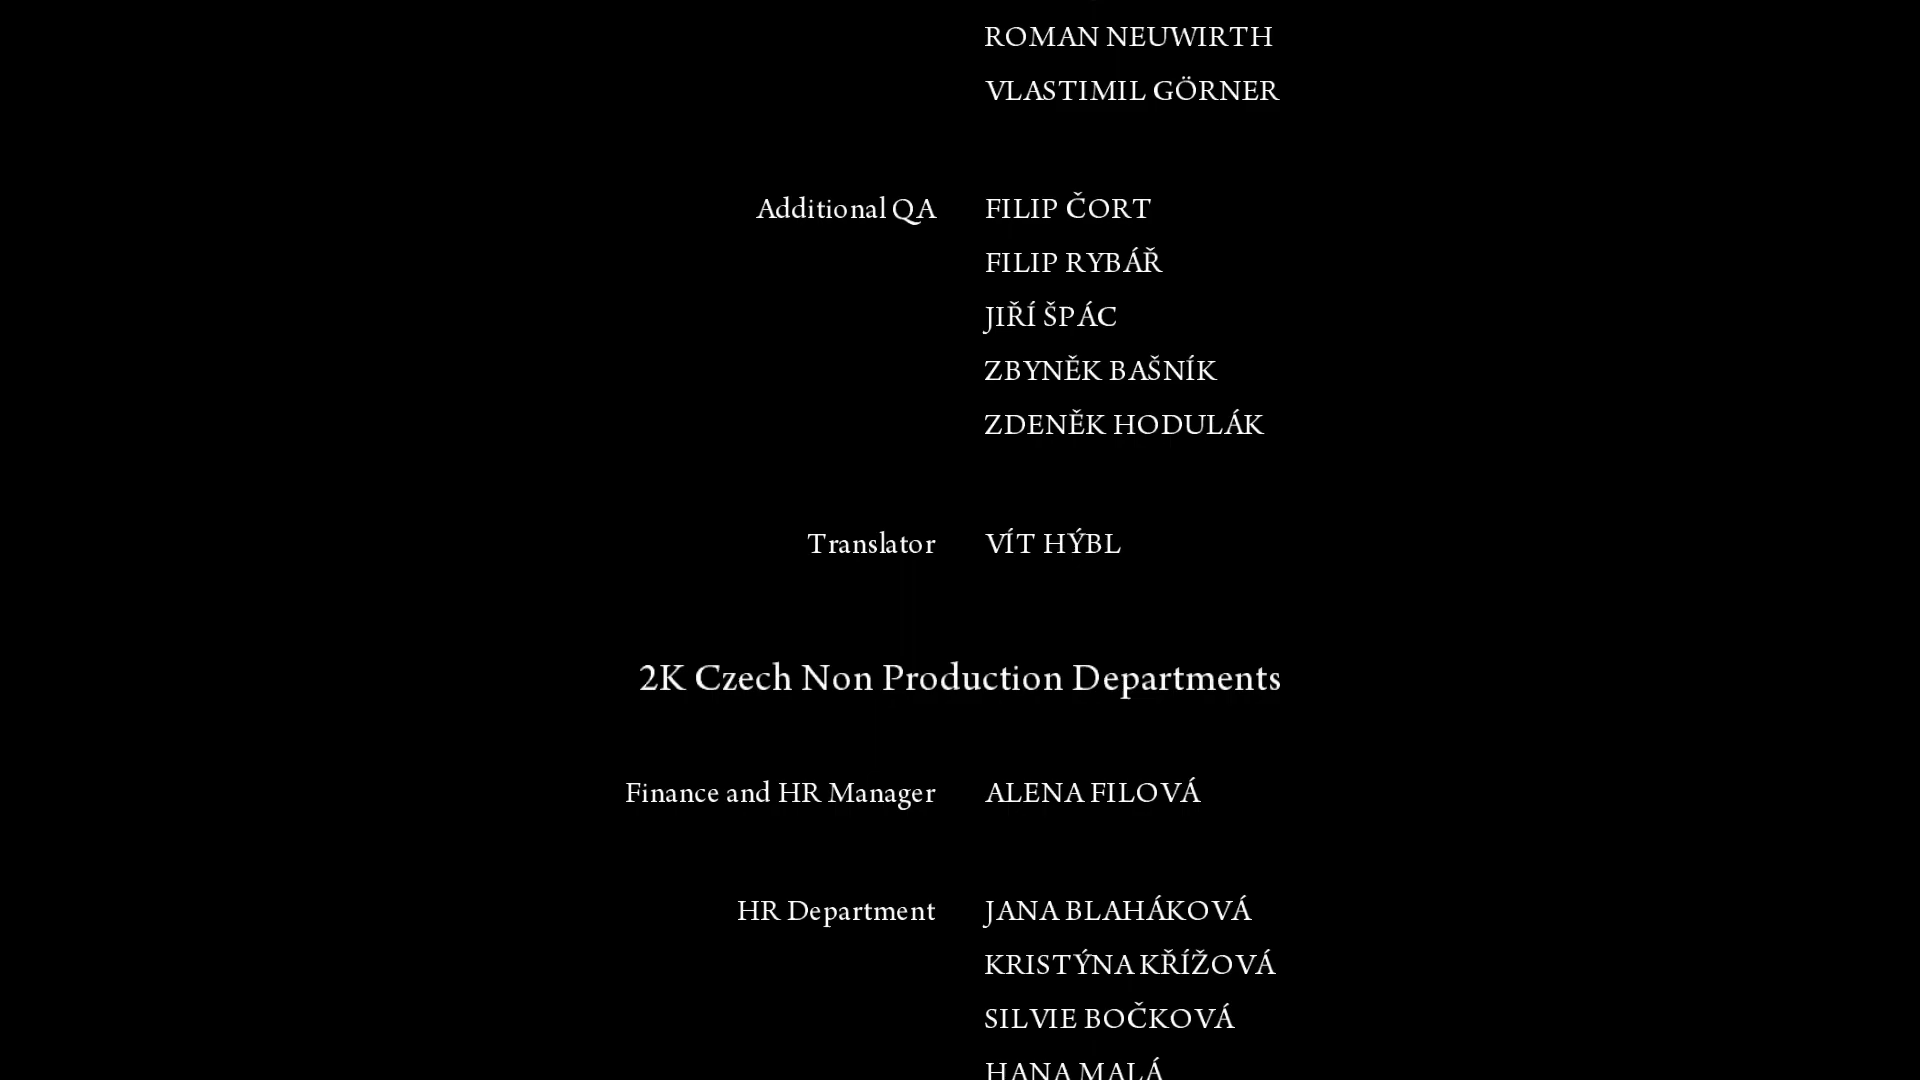 ROMAN NEUWIRTH
VLASTIMIL GÖRNER
Additional QA FILIP ČORT
FILIP RYBÁŘ
JIŘÍ ŠPÁC
ZBYNĚK BAŠNÍK
ZDENĚK HODULÁK
Translator VÍT HÝBL
2K Czech Non Production Departments
Finance and HR Manager ALENA FILOVÁ
HR Department JANA BLAHÁKOVÁ
KRISTÝNA KŘÍŽOVÁ
SILVIE BOČKOVÁ
HANA MALÁ